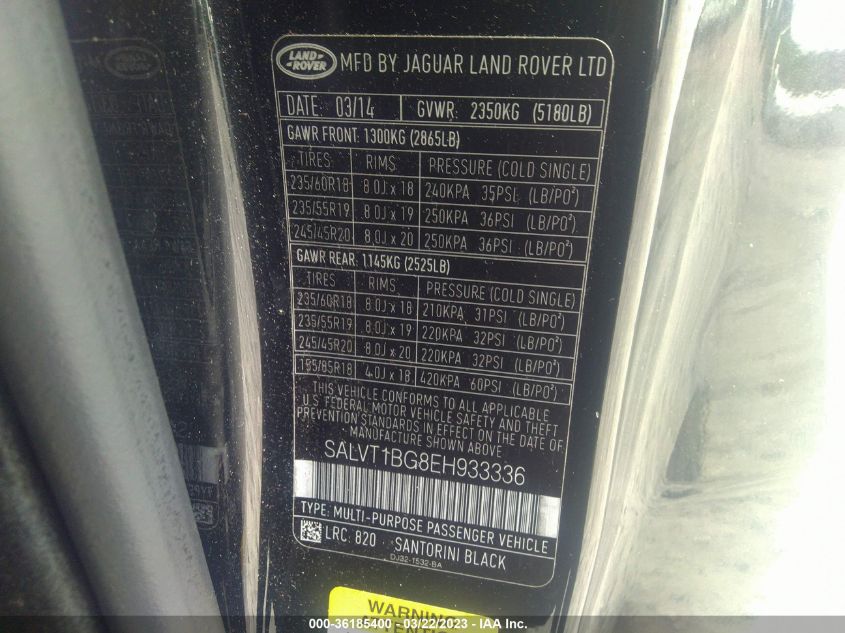 LAND ROVER MFD BY JAGUAR LAND ROVER LTD
DATE: 03/14 GVWR: 2350KG (5180LB)
GAWR FRONT: 1300KG (2865LB)
TIRES RIMS PRESSURE (COLD SINGLE)
235/60R18 8.0J x 18 240KPA 35PSI (LB/PO²)
235/55R19 8.0J x 19 250KPA 36PSI (LB/PO²)
245/45R20 8.0J x 20 250KPA 36PSI (LB/PO²)
GAWR REAR: 1145KG (2525LB)
TIRES RIMS PRESSURE (COLD SINGLE)
235/60R18 8.0J x 18 210KPA 31PSI (LB/PO²)
235/55R19 8.0J x 19 220KPA 32PSI (LB/PO²)
245/45R20 8.0J x 20 220KPA 32PSI (LB/PO²)
155/85R18 4.0J x 18 420KPA 60PSI (LB/PO²)
THIS VEHICLE CONFORMS TO ALL APPLICABLE
U.S. FEDERAL MOTOR VEHICLE SAFETY AND THEFT
PREVENTION STANDARDS IN EFFECT ON THE DATE OF
MANUFACTURE SHOWN ABOVE
SALVT1BG8EH933336
TYPE: MULTI-PURPOSE PASSENGER VEHICLE
LRC: 820 SANTORINI BLACK
DJ32-1532-BA
WARNING
ATTENTION
000-36185400 - 03/22/2023 - IAA Inc.